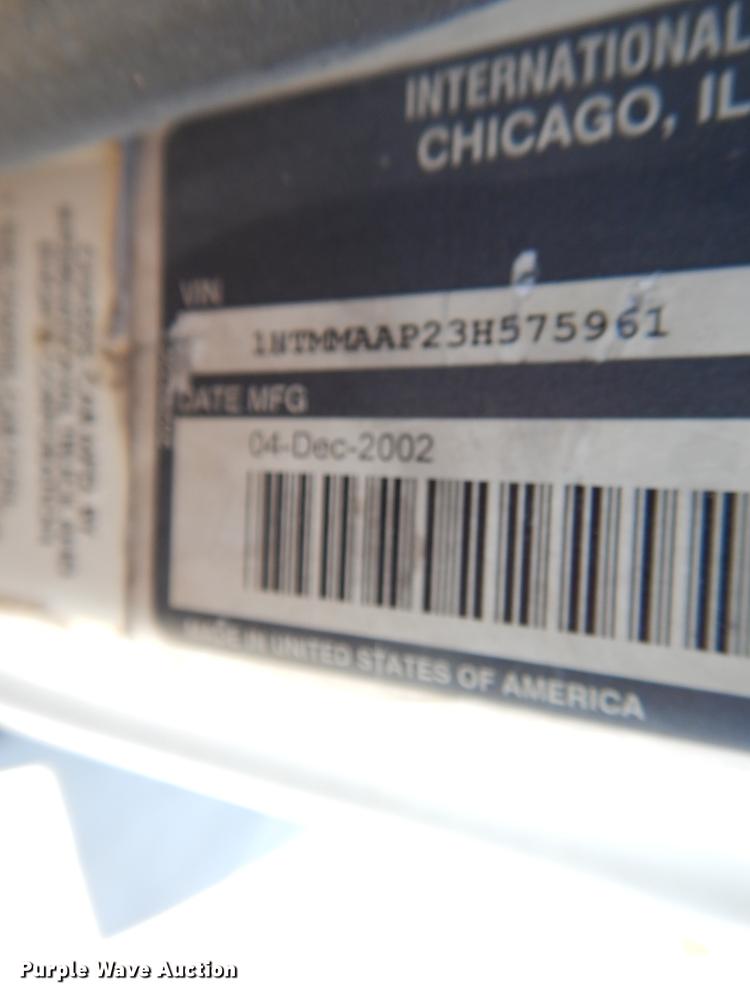 INTERNATIONAL
CHICAGO, IL
VIN
1HTMMAAP23H575961
DATE MFG
04-Dec-2002
MADE IN UNITED STATES OF AMERICA
Purple Wave Auction